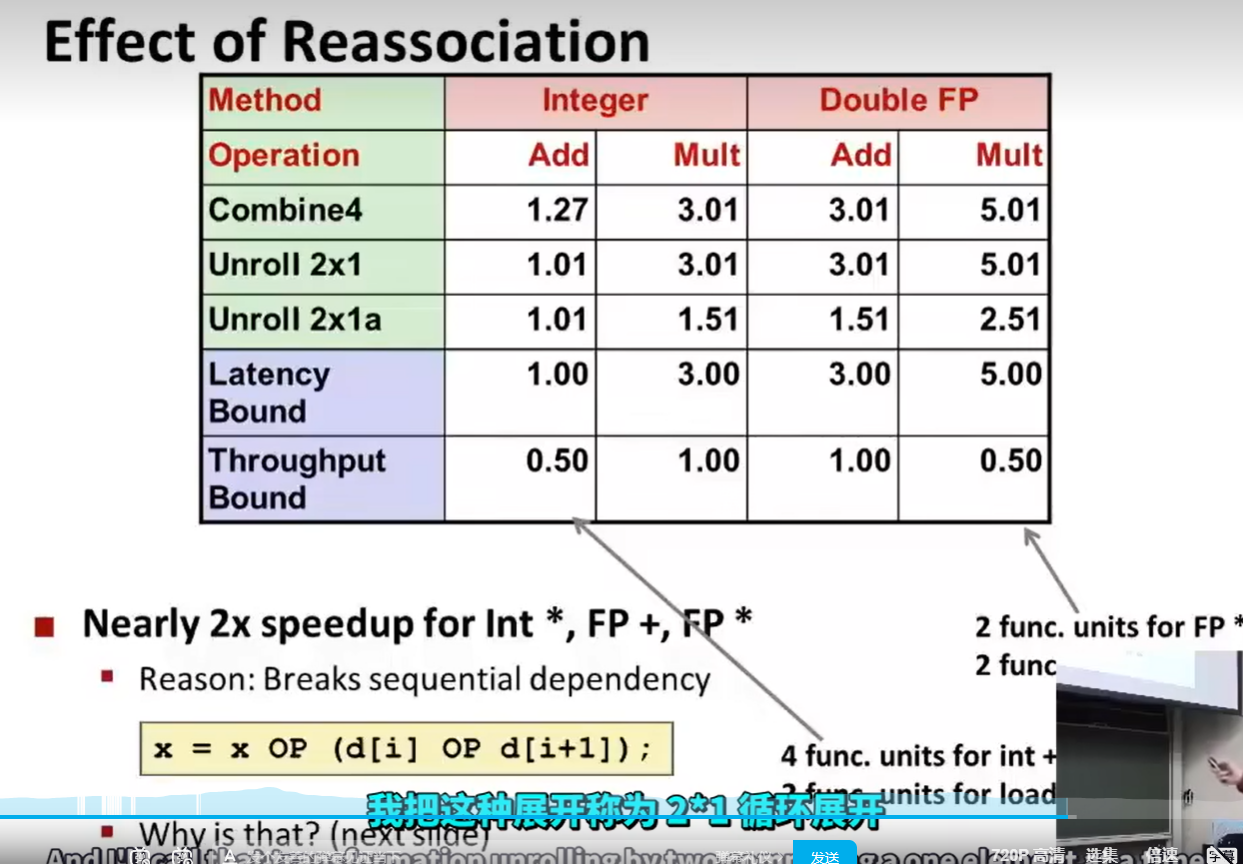 Effect of Reassociation
Method Integer Double FP
Operation Add Mult Add Mult
Combine4 1.27 3.01 3.01 5.01
Unroll 2x1 1.01 3.01 3.01 5.01
Unroll 2x1a 1.01 1.51 1.51 2.51
Latency Bound 1.00 3.00 3.00 5.00
Throughput Bound 0.50 1.00 1.00 0.50
Nearly 2x speedup for Int *, FP +, FP *
2 func. units for FP *
Reason: Breaks sequential dependency
2 func
x = x OP (d[i] OP d[i+1]);
4 func. units for int +
2 func. units for load
我把这种展开称为 2*1 循环展开
Why is that? (next slide)
And I'll call that transformation unrolling by two
发送
720P 高清 选集 倍速